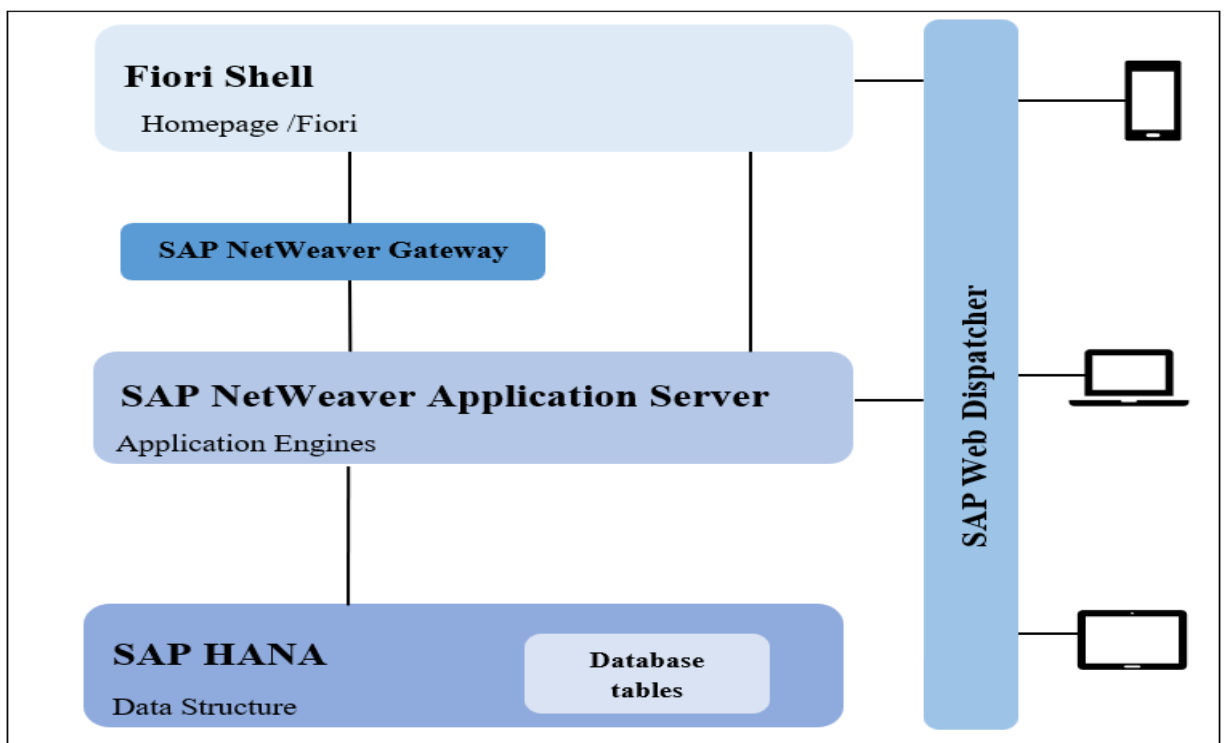 Fiori Shell
Homepage /Fiori
SAP NetWeaver Gateway
SAP NetWeaver Application Server
Application Engines
SAP HANA
Data Structure
Database
tables
SAP Web Dispatcher